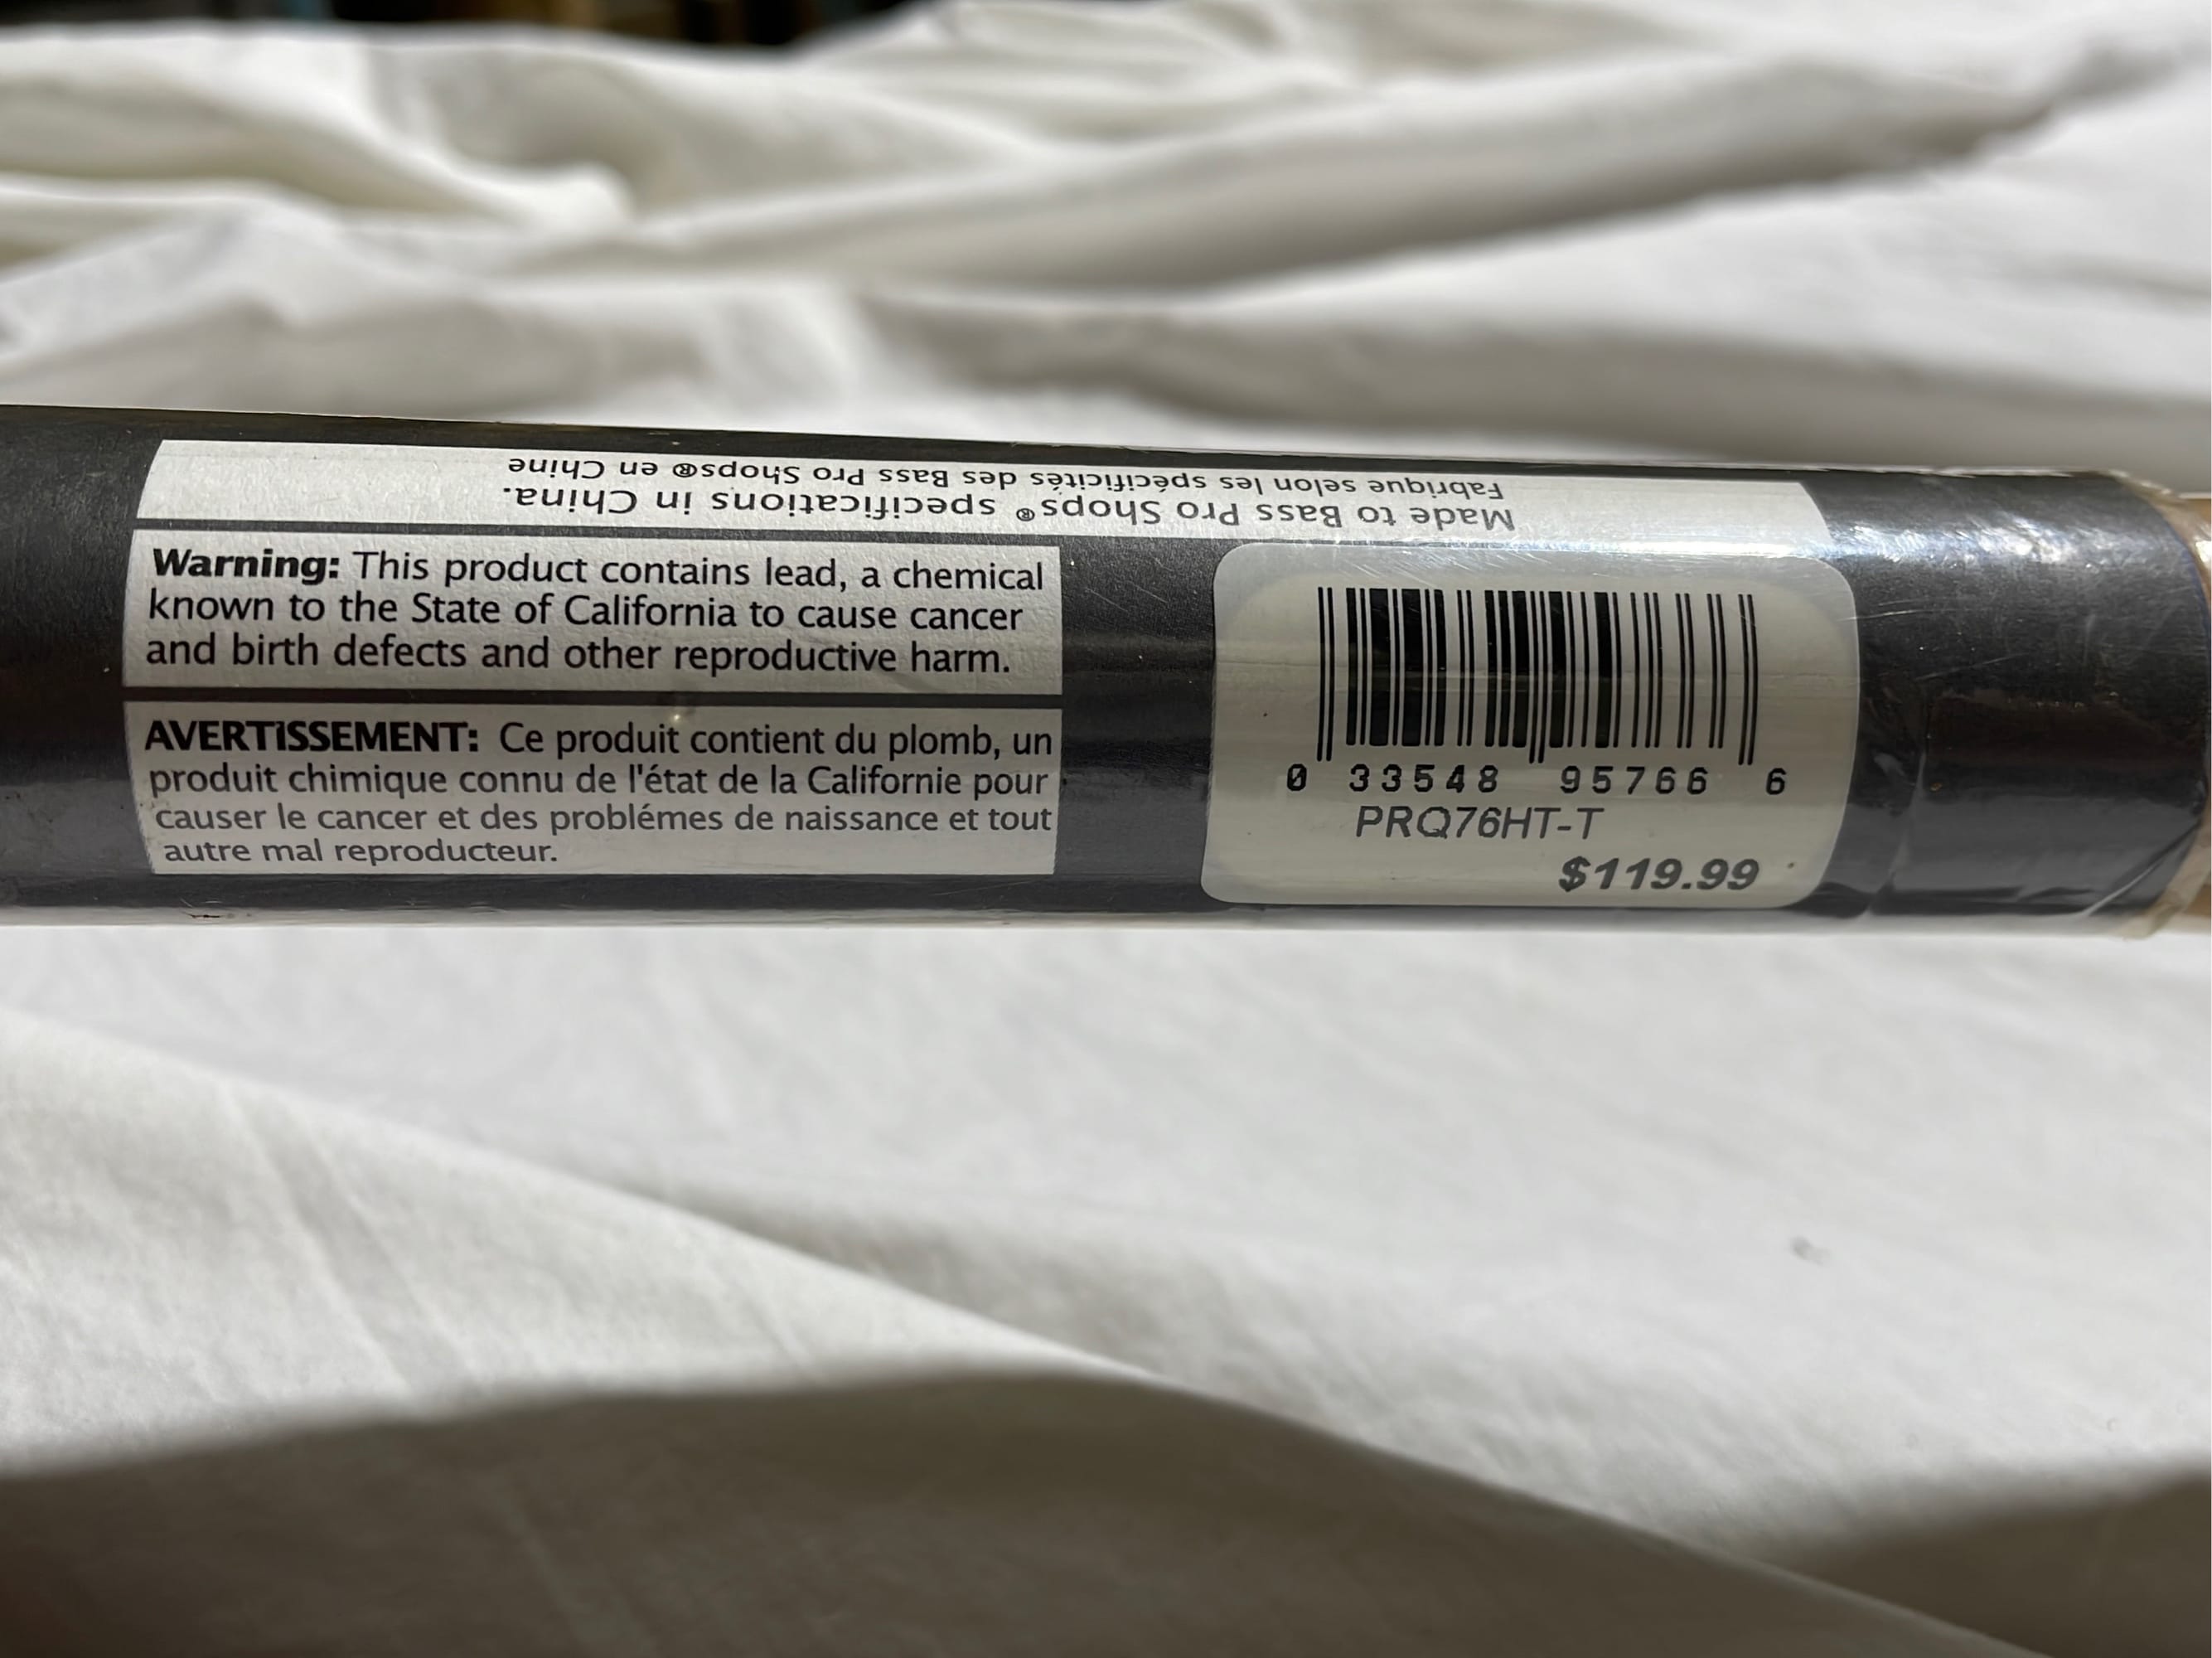 Made to Bass Pro Shops® specifications in China.
Fabrique selon les spécificités des Bass Pro Shops® en Chine
Warning: This product contains lead, a chemical
known to the State of California to cause cancer
and birth defects and other reproductive harm.
AVERTISSEMENT: Ce produit contient du plomb, un
produit chimique connu de l'état de la Californie pour
causer le cancer et des problémes de naissance et tout
autre mal reproducteur.
0 33548 95766 6
PRQ76HT-T
$119.99